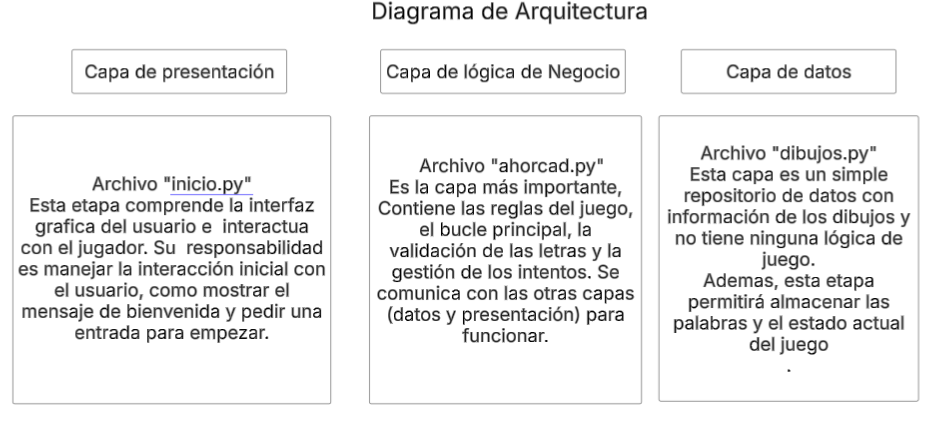 Diagrama de Arquitectura
Capa de presentación
Capa de lógica de Negocio
Capa de datos
Archivo "inicio.py"
Esta etapa comprende la interfaz
grafica del usuario e  interactua
con el jugador. Su  responsabilidad
es manejar la interacción inicial con
el usuario, como mostrar el
mensaje de bienvenida y pedir una
entrada para empezar.
Archivo "ahorcad.py"
Es la capa más importante,
Contiene las reglas del juego,
el bucle principal, la
validación de las letras y la
gestión de los intentos. Se
comunica con las otras capas
(datos y presentación) para
funcionar.
Archivo "dibujos.py"
Esta capa es un simple
repositorio de datos con
información de los dibujos y
no tiene ninguna lógica de
juego.
Ademas, esta etapa
permitirá almacenar las
palabras y el estado actual
del juego
.